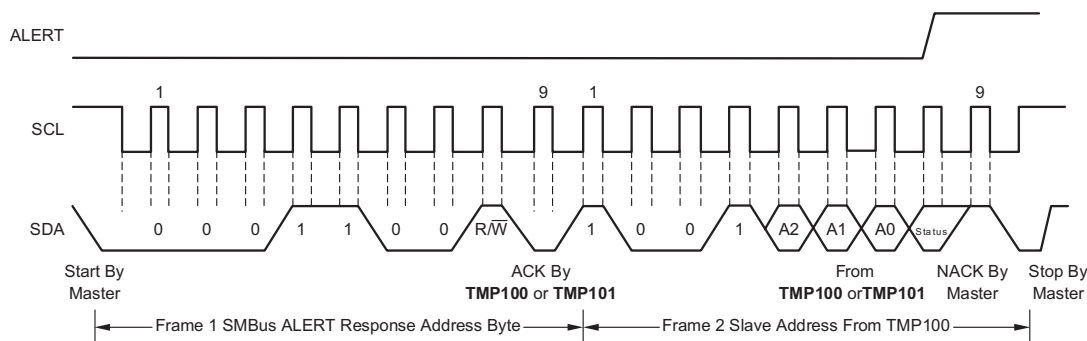 ALERT
1 9 1 9
SCL
SDA
0 0 0 1 1 0 0 R/W 1 0 0 1 A2 A1 A0 Status
Start By
Master
ACK By
TMP100 or TMP101
From
TMP100 orTMP101
NACK By
Master
Stop By
Master
Frame 1 SMBus ALERT Response Address Byte
Frame 2 Slave Address From TMP100